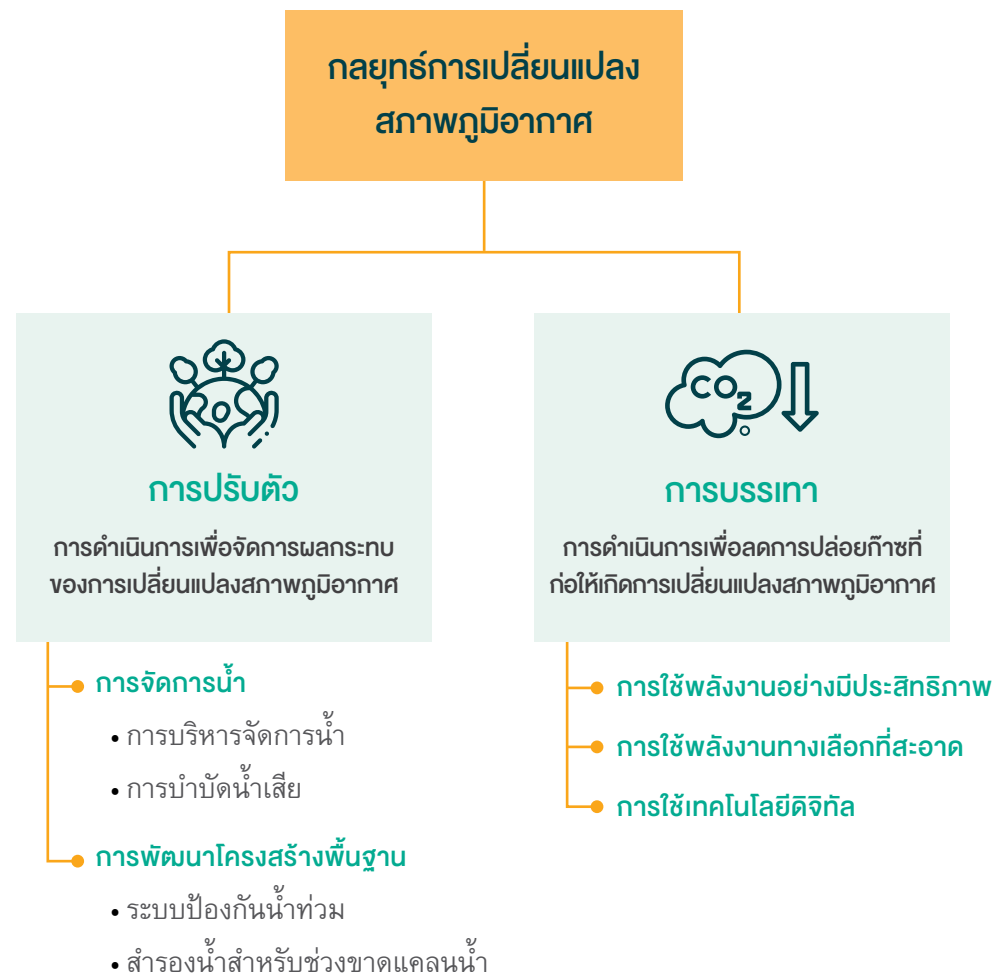 กลยุทธ์การเปลี่ยนแปลง
สภาพภูมิอากาศ
การปรับตัว
การดำเนินการเพื่อจัดการผลกระทบ
ของการเปลี่ยนแปลงสภาพภูมิอากาศ
การจัดการน้ำ
• การบริหารจัดการน้ำ
• การบำบัดน้ำเสีย
การพัฒนาโครงสร้างพื้นฐาน
• ระบบป้องกันน้ำท่วม
• สำรองน้ำสำหรับช่วงขาดแคลนน้ำ
CO2
การบรรเทา
การดำเนินการเพื่อลดการปล่อยก๊าซที่
ก่อให้เกิดการเปลี่ยนแปลงสภาพภูมิอากาศ
การใช้พลังงานอย่างมีประสิทธิภาพ
การใช้พลังงานทางเลือกที่สะอาด
การใช้เทคโนโลยีดิจิทัล